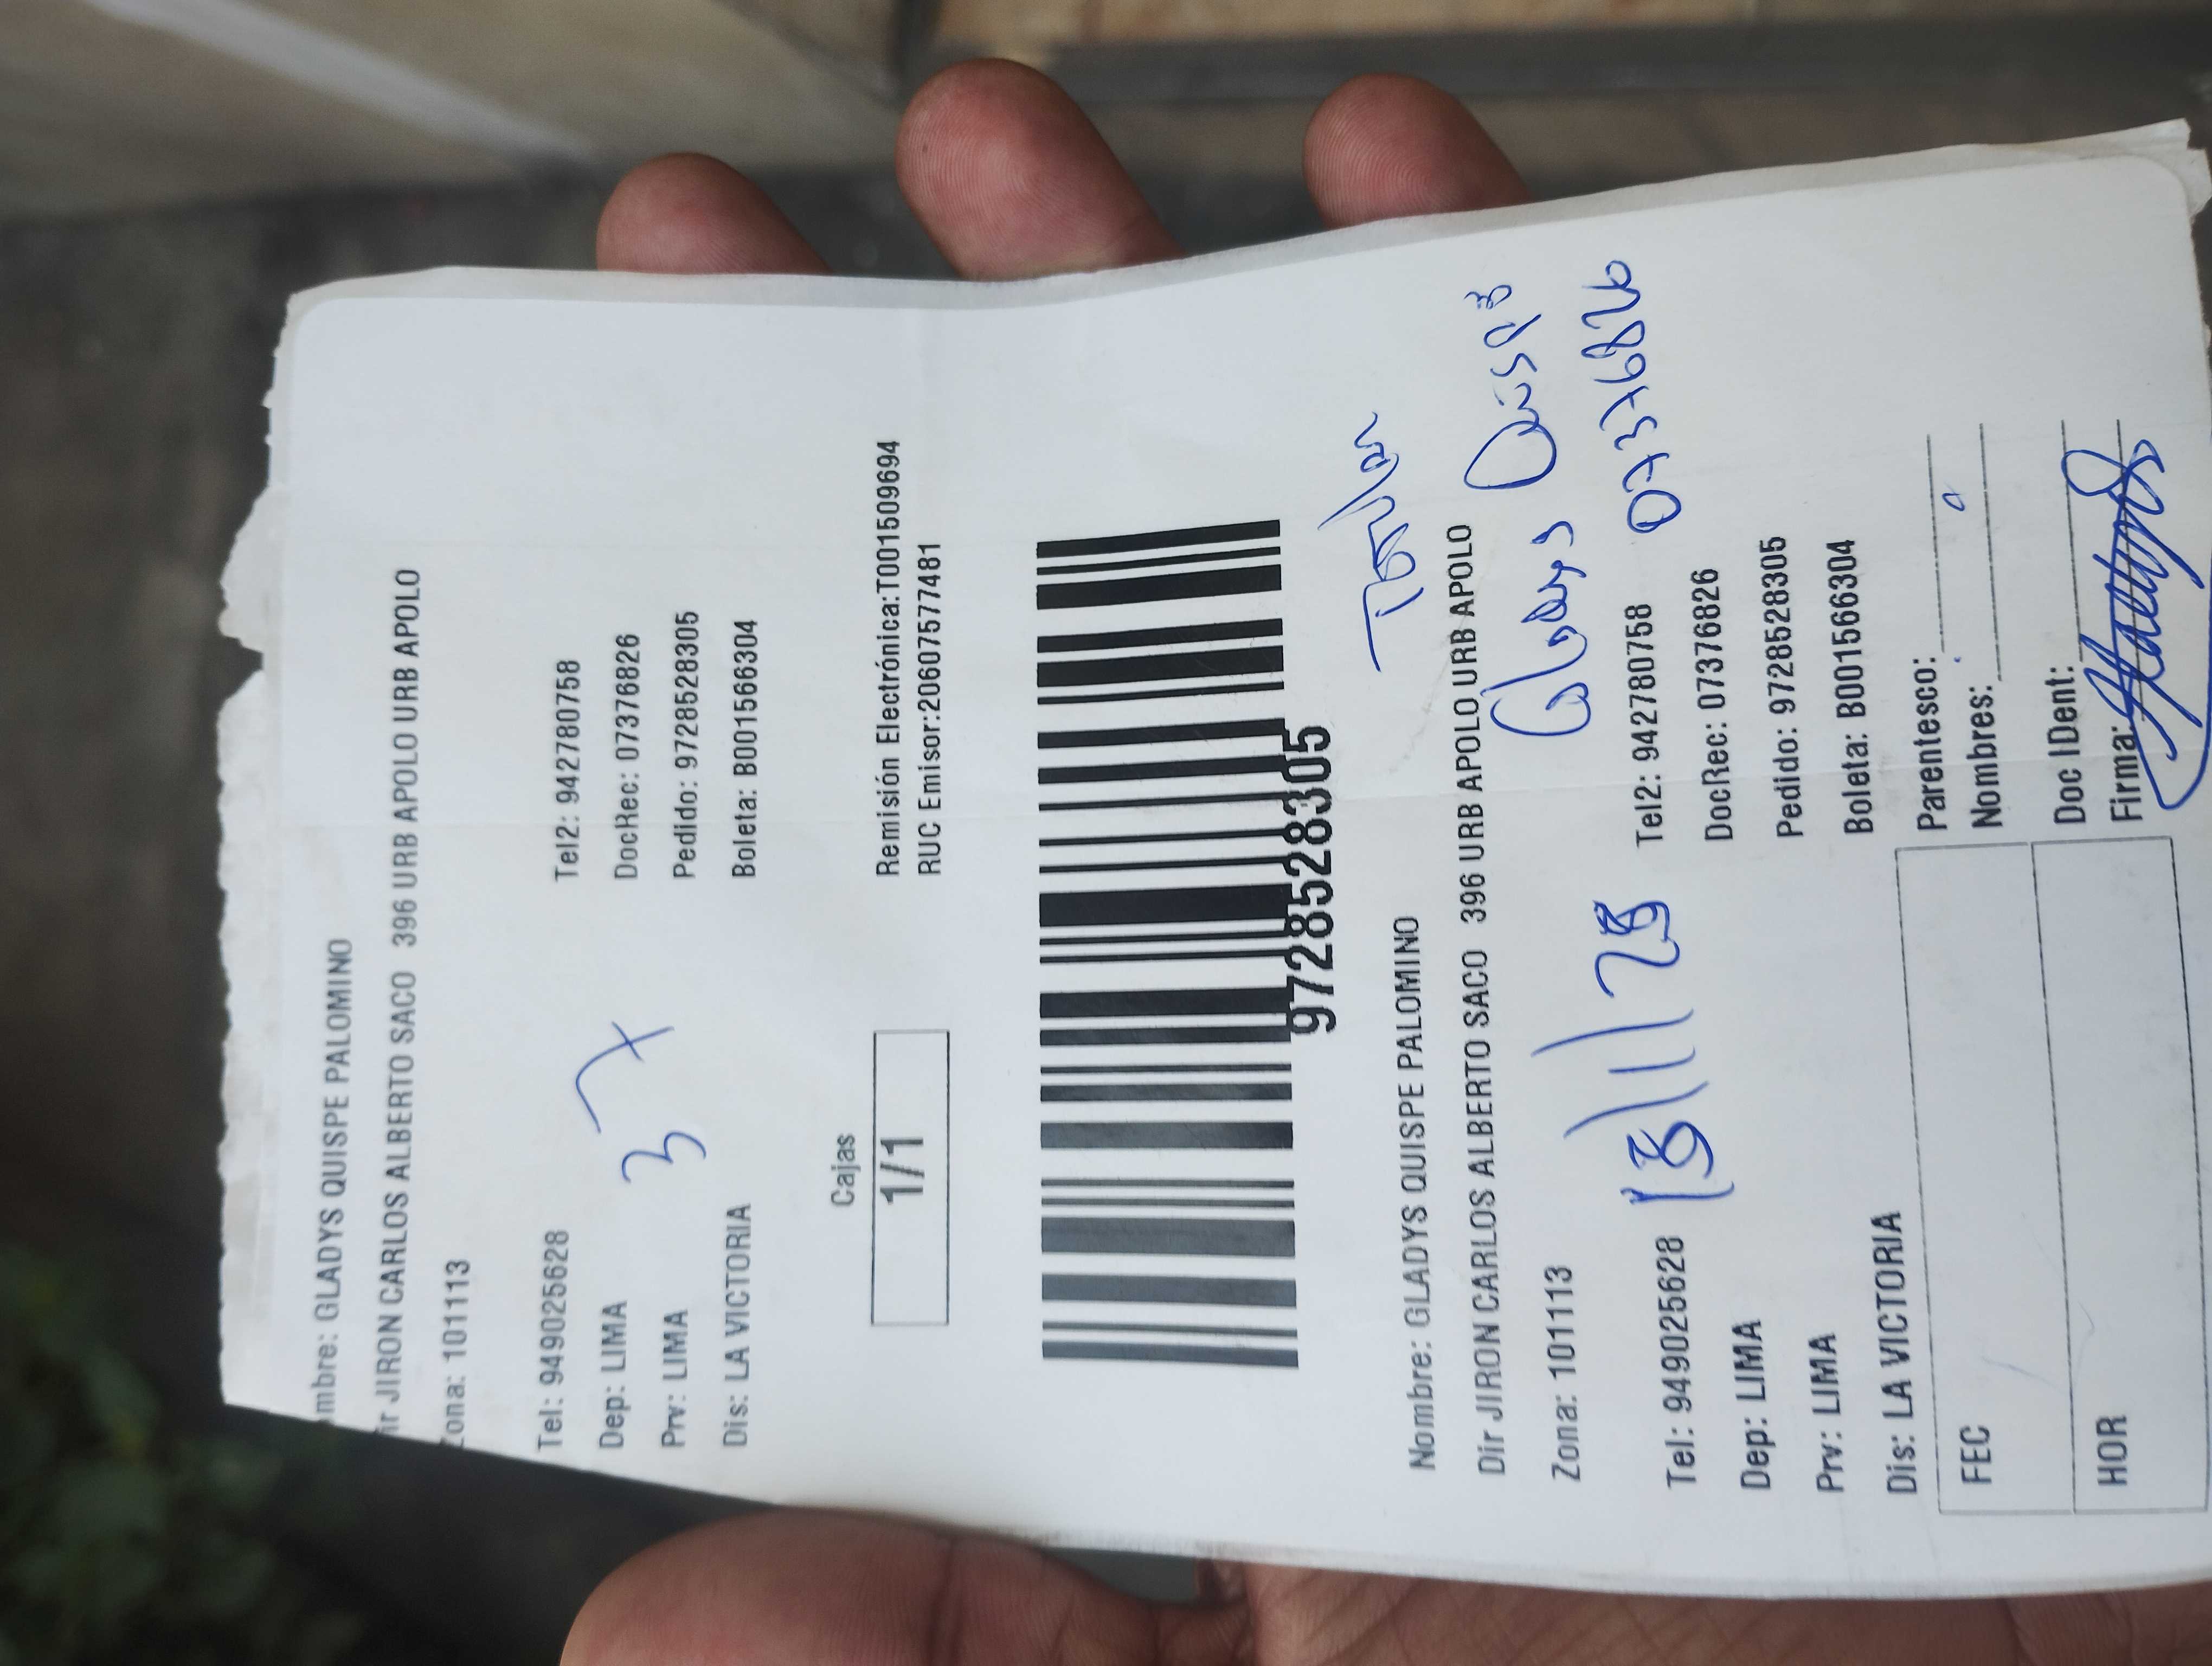 mbre: GLADYS QUISPE PALOMINO
ir JIRON CARLOS ALBERTO SACO 396 URB APOLO URB APOLO
Zona: 101113
Tel: 949025628 Tel2: 942780758
Dep: LIMA DocRec: 07376826
Prv: LIMA Pedido: 9728528305
Dis: LA VICTORIA Boleta: B001566304
37
Cajas
1/1
Remisión Electrónica:T001509694
RUC Emisor:20607577481
9728528305
Nombre: GLADYS QUISPE PALOMINO
Dir JIRON CARLOS ALBERTO SACO 396 URB APOLO URB APOLO
Gladys Quispe
Zona: 101113
07376826
Tel: 949025628 Tel2: 942780758
Dep: LIMA DocRec: 07376826
Prv: LIMA Pedido: 9728528305
Dis: LA VICTORIA Boleta: B001566304
FEC
Parentesco:
Nombres:
HOR
Doc IDent:
Firma: